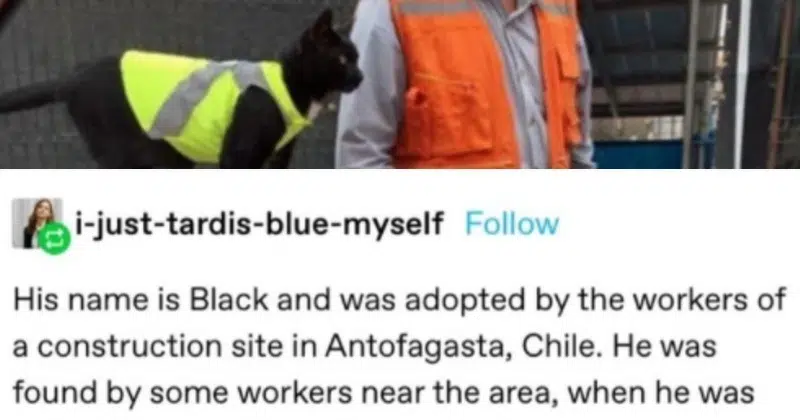 i-just-tardis-blue-myself Follow
His name is Black and was adopted by the workers of
a construction site in Antofagasta, Chile. He was
found by some workers near the area, when he was